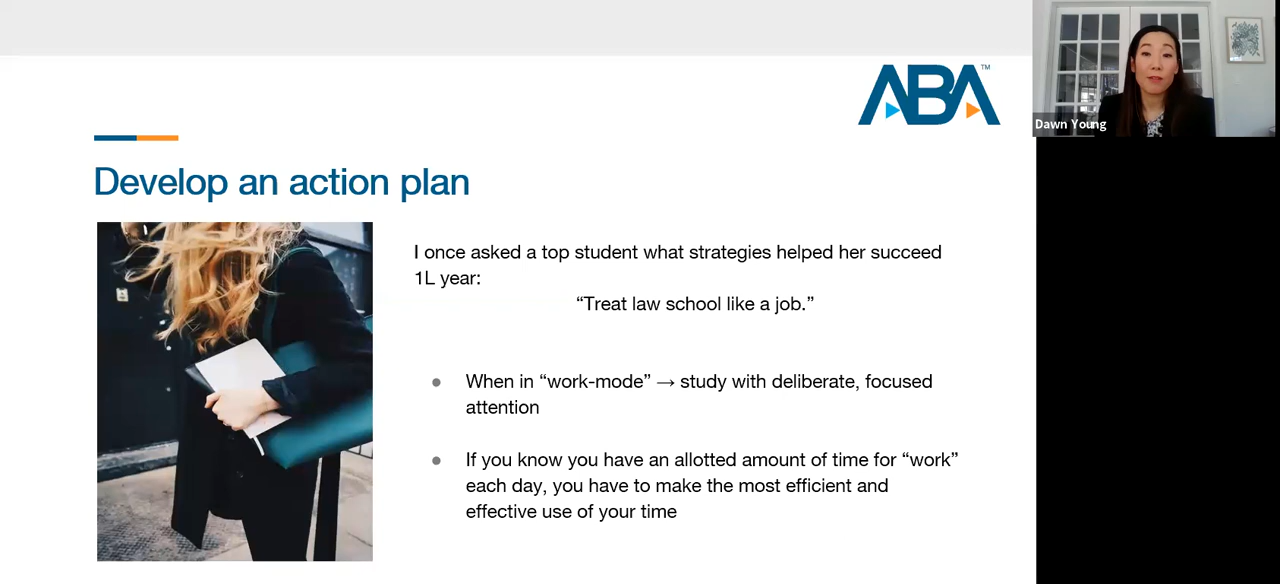 ABA™
Dawn Young
Develop an action plan
I once asked a top student what strategies helped her succeed
1L year:
“Treat law school like a job.”
● When in “work-mode” → study with deliberate, focused
attention
● If you know you have an allotted amount of time for “work”
each day, you have to make the most efficient and
effective use of your time